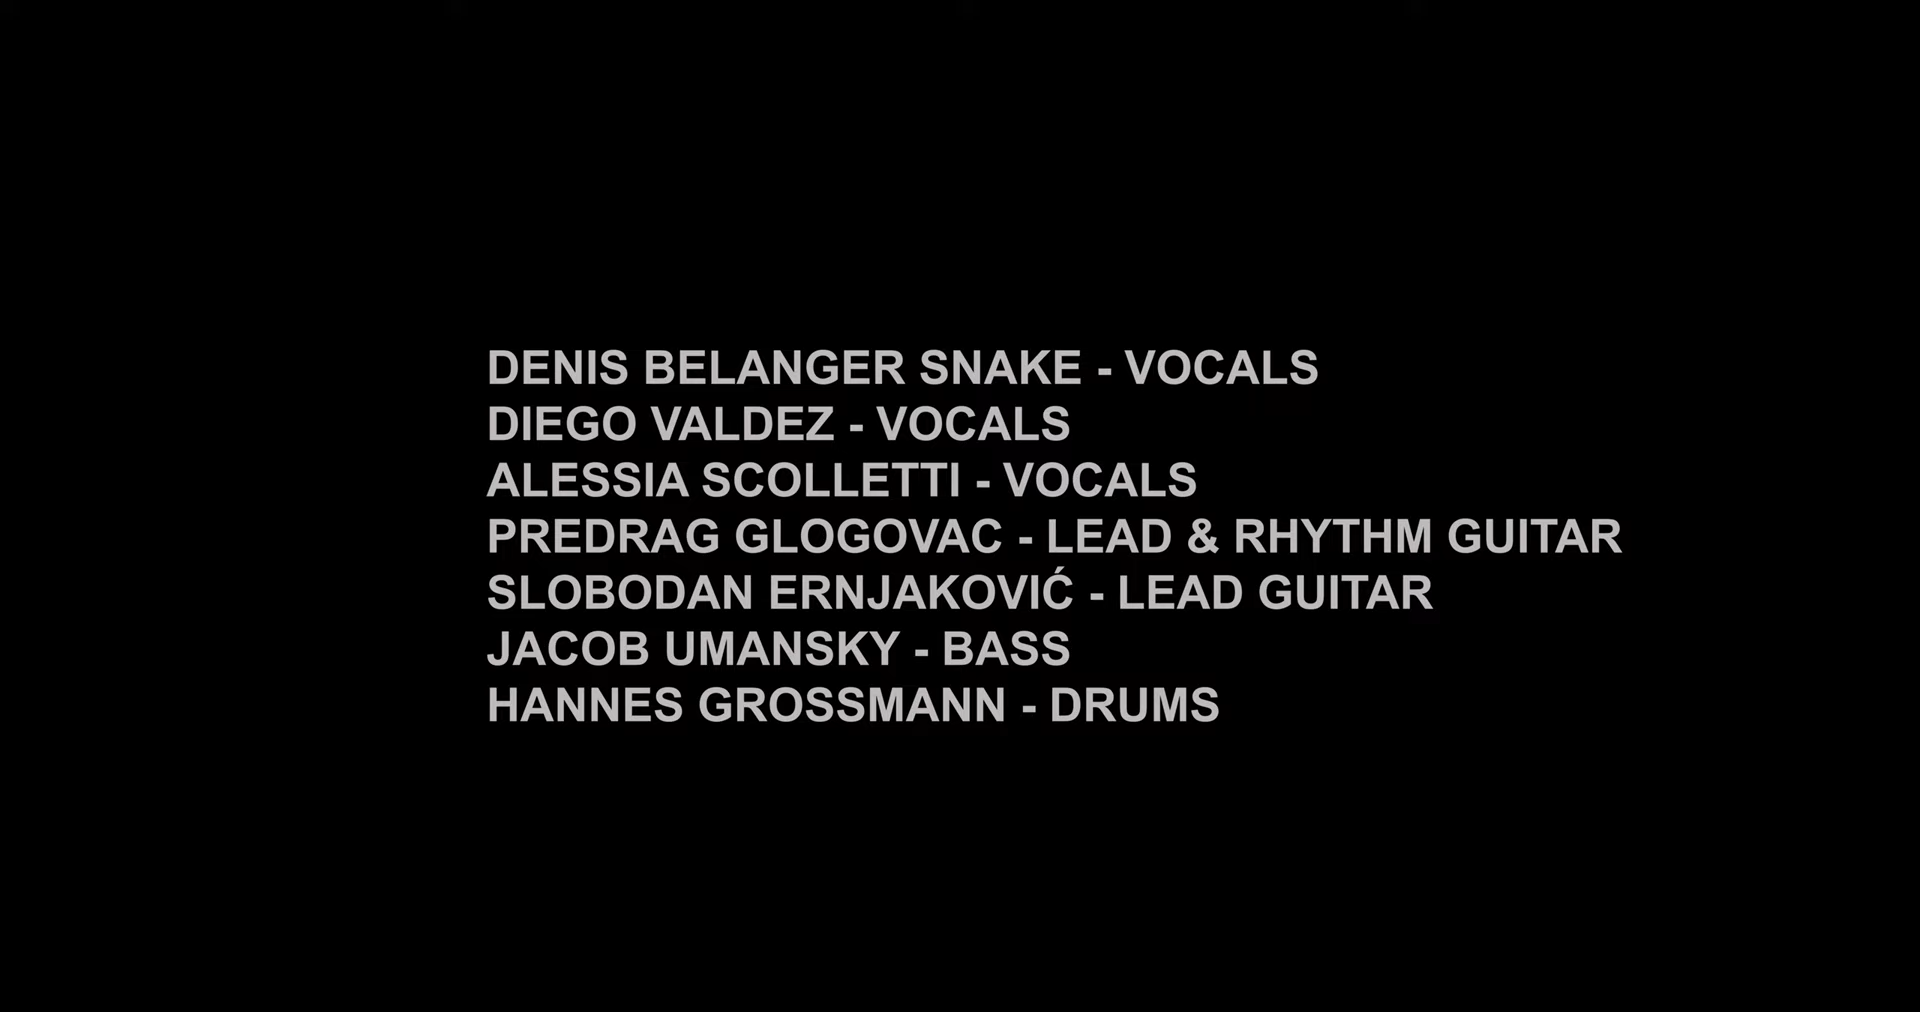 DENIS BELANGER SNAKE - VOCALS
DIEGO VALDEZ - VOCALS
ALESSIA SCOLLETTI - VOCALS
PREDRAG GLOGOVAC - LEAD & RHYTHM GUITAR
SLOBODAN ERNJAKOVIĆ - LEAD GUITAR
JACOB UMANSKY - BASS
HANNES GROSSMANN - DRUMS